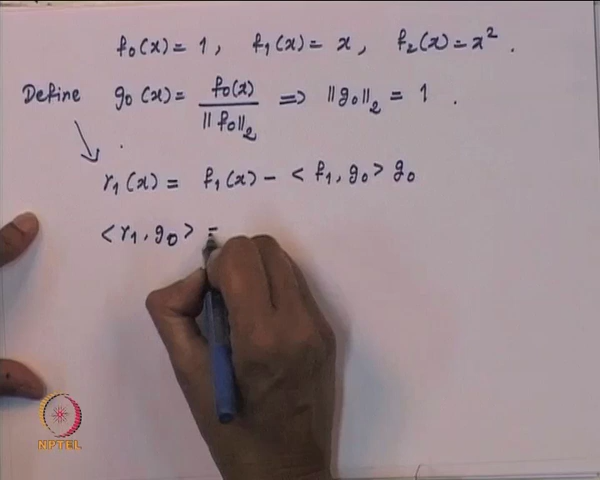 f₀(x) = 1 , f₁(x) = x , f₂(x) = x² .
Define g₀(x) = f₀(x) / ||f₀||₂ => ||g₀||₂ = 1 .
r₁(x) = f₁(x) - < f₁, g₀ > g₀
< r₁, g₀ > =
NPTEL